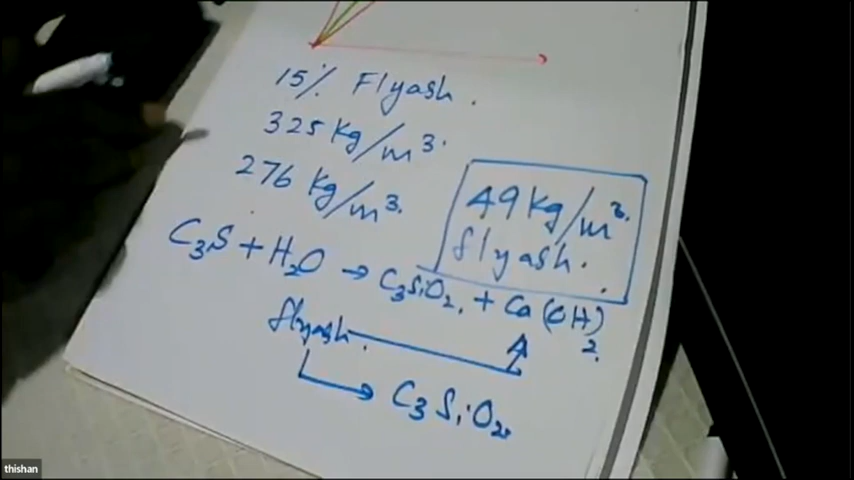 15% Flyash.
325 Kg/m3.
276 Kg/m3.
49 Kg/m3.
flyash.
C3S + H2O → C3SiO2. + Ca(OH)2.
flyash.
→ C3SiO2.
thishan